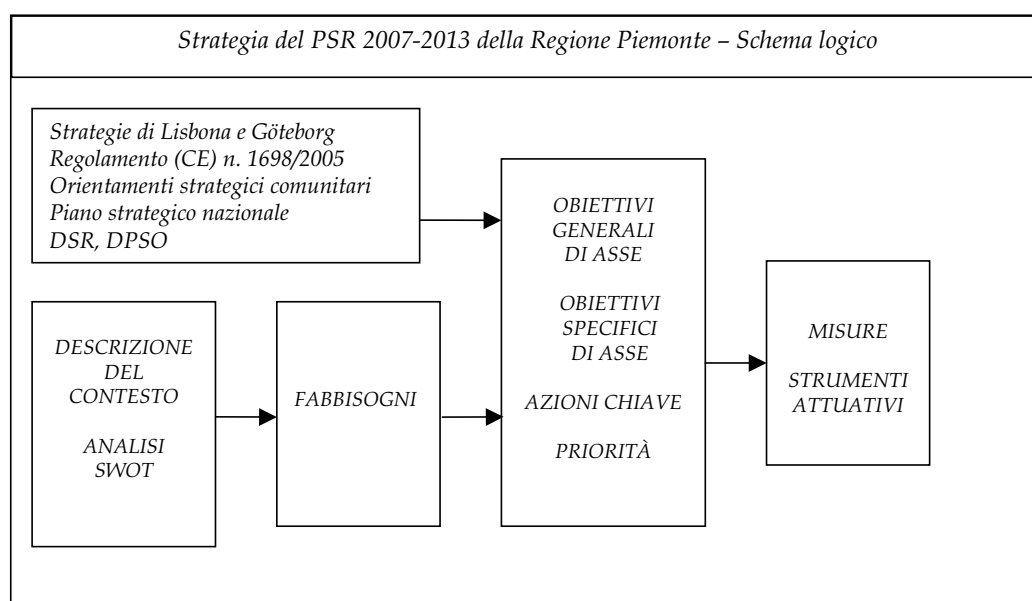 Strategia del PSR 2007-2013 della Regione Piemonte – Schema logico
Strategie di Lisbona e Göteborg
Regolamento (CE) n. 1698/2005
Orientamenti strategici comunitari
Piano strategico nazionale
DSR, DPSO
DESCRIZIONE
DEL
CONTESTO
ANALISI
SWOT
FABBISOGNI
OBIETTIVI
GENERALI
DI ASSE
OBIETTIVI
SPECIFICI
DI ASSE
AZIONI CHIAVE
PRIORITÀ
MISURE
STRUMENTI
ATTUATIVI